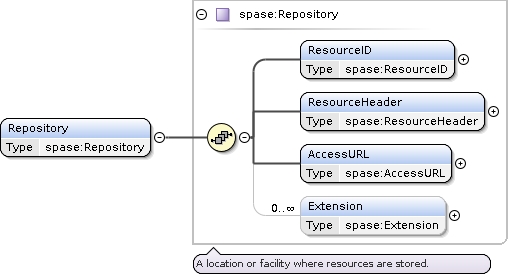 spase:Repository
ResourceID
Type spase:ResourceID
ResourceHeader
Type spase:ResourceHeader
Repository
Type spase:Repository
AccessURL
Type spase:AccessURL
0..∞
Extension
Type spase:Extension
A location or facility where resources are stored.